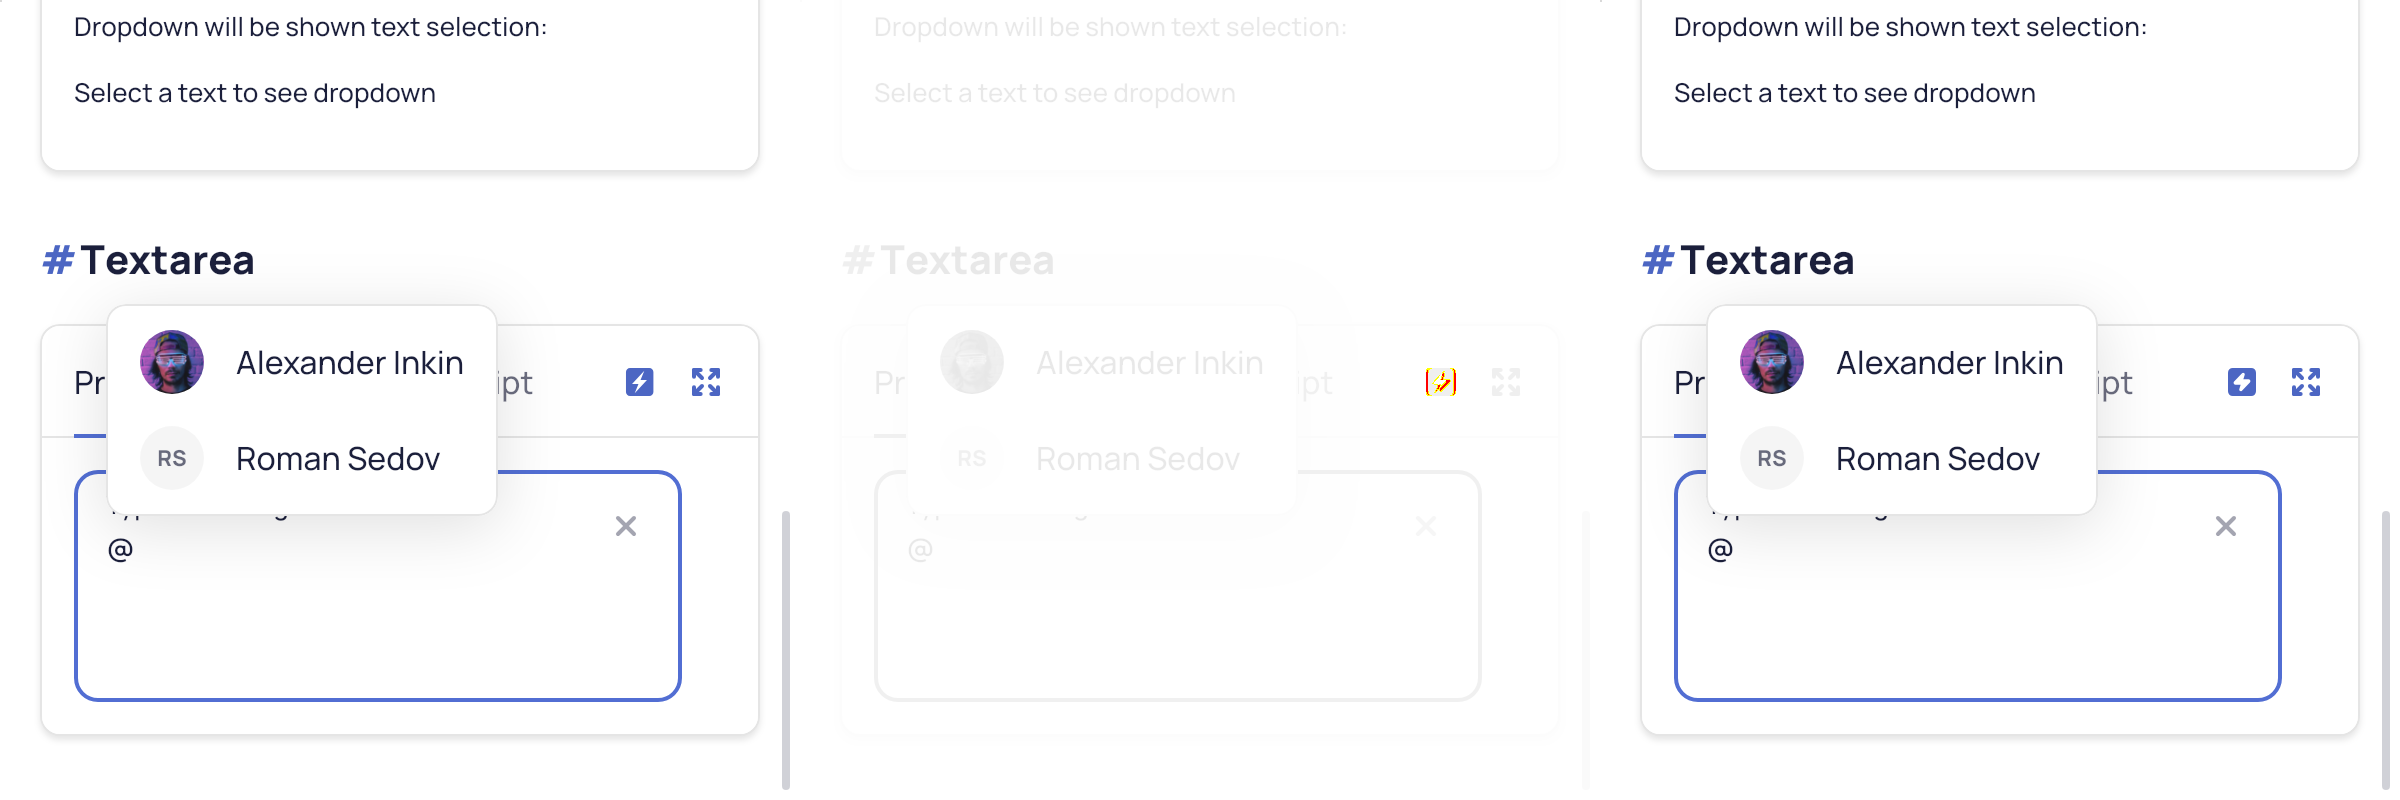 Dropdown will be shown text selection:
Select a text to see dropdown
#Textarea
Alexander Inkin
Pr
ipt
RS
Roman Sedov
@
Dropdown will be shown text selection:
Select a text to see dropdown
#Textarea
Alexander Inkin
Pr
ipt
RS
Roman Sedov
@
Dropdown will be shown text selection:
Select a text to see dropdown
#Textarea
Alexander Inkin
Pr
ipt
RS
Roman Sedov
@